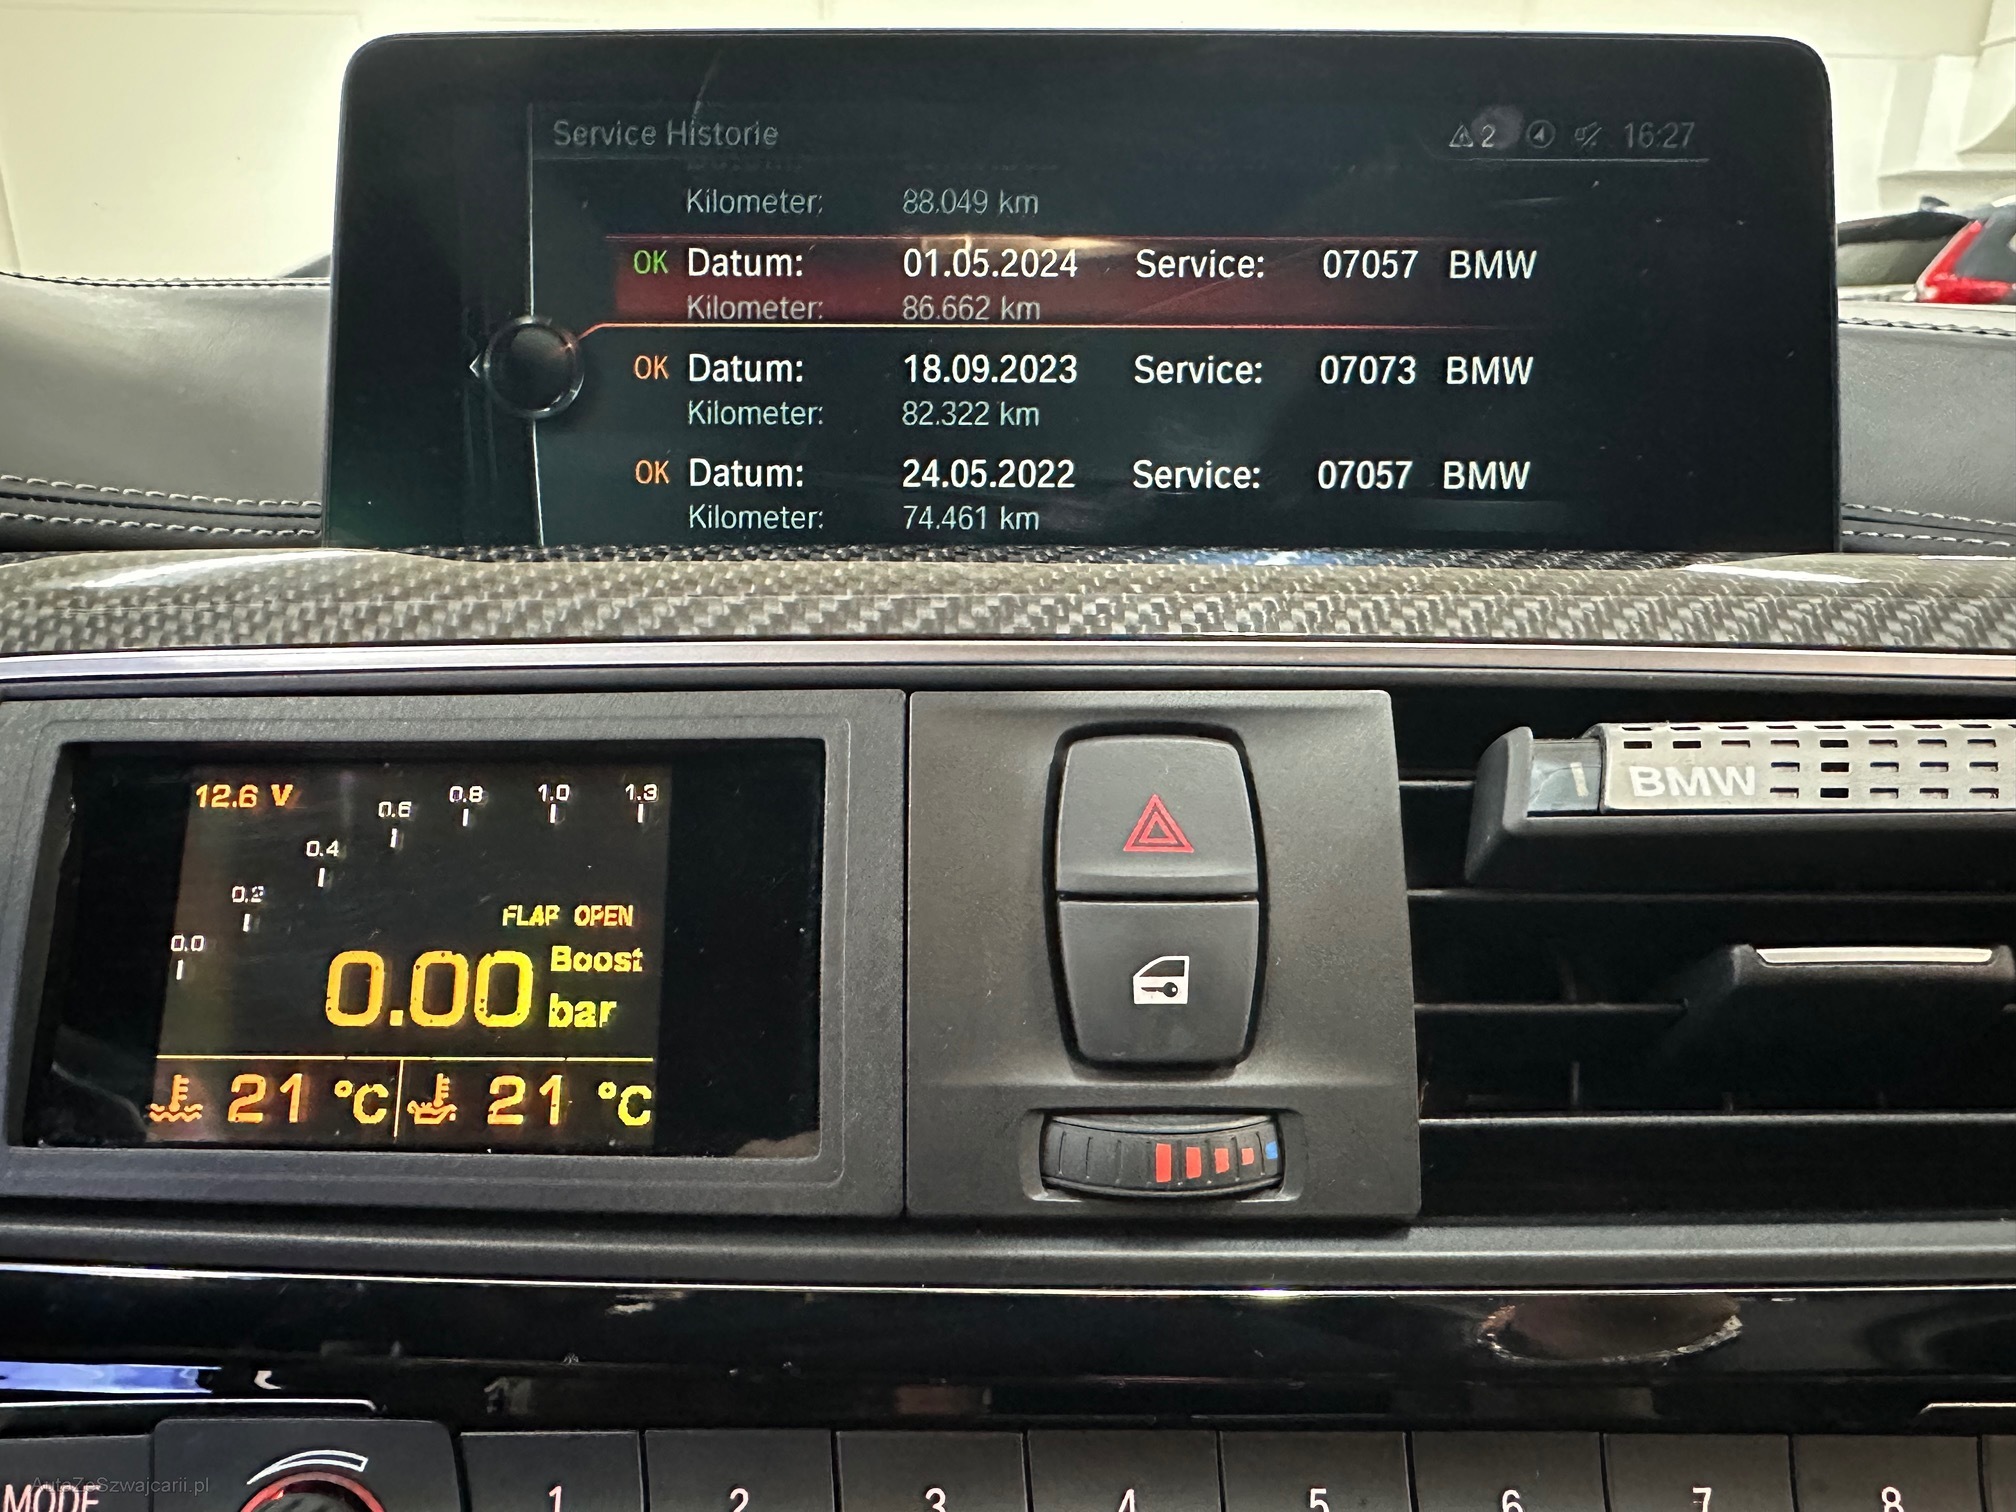 Service Historie 2 16:27
Kilometer: 88.049 km
OK Datum: 01.05.2024 Service: 07057 BMW
Kilometer: 86.662 km
OK Datum: 18.09.2023 Service: 07073 BMW
Kilometer: 82.322 km
OK Datum: 24.05.2022 Service: 07057 BMW
Kilometer: 74.461 km
BMW
12.6 V
0.0 0.2 0.4 0.6 0.8 1.0 1.3
FLAP OPEN
0.00 Boost
bar
21 °C 21 °C
MODE 1 2 3 4 5 6 7 8
AutaZeSzwajcarii.pl